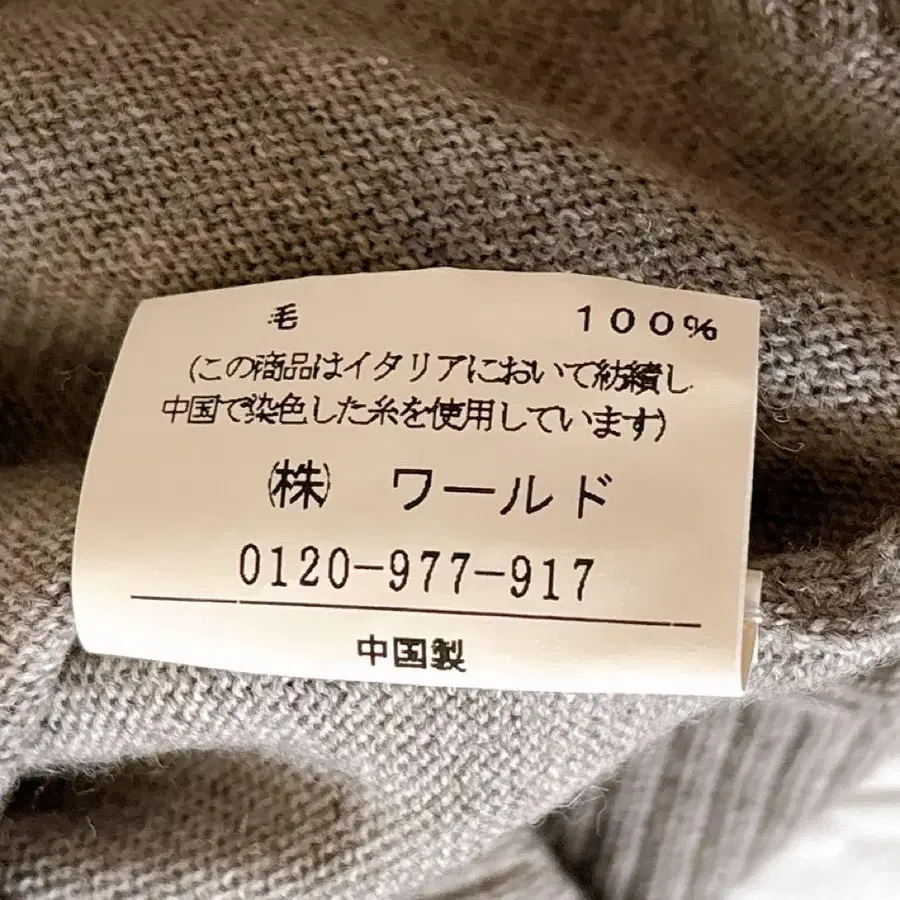 毛 100%
(この商品はイタリアにおいて紡績し
中国で染色した糸を使用しています)
㈱ ワールド
0120-977-917
中国製